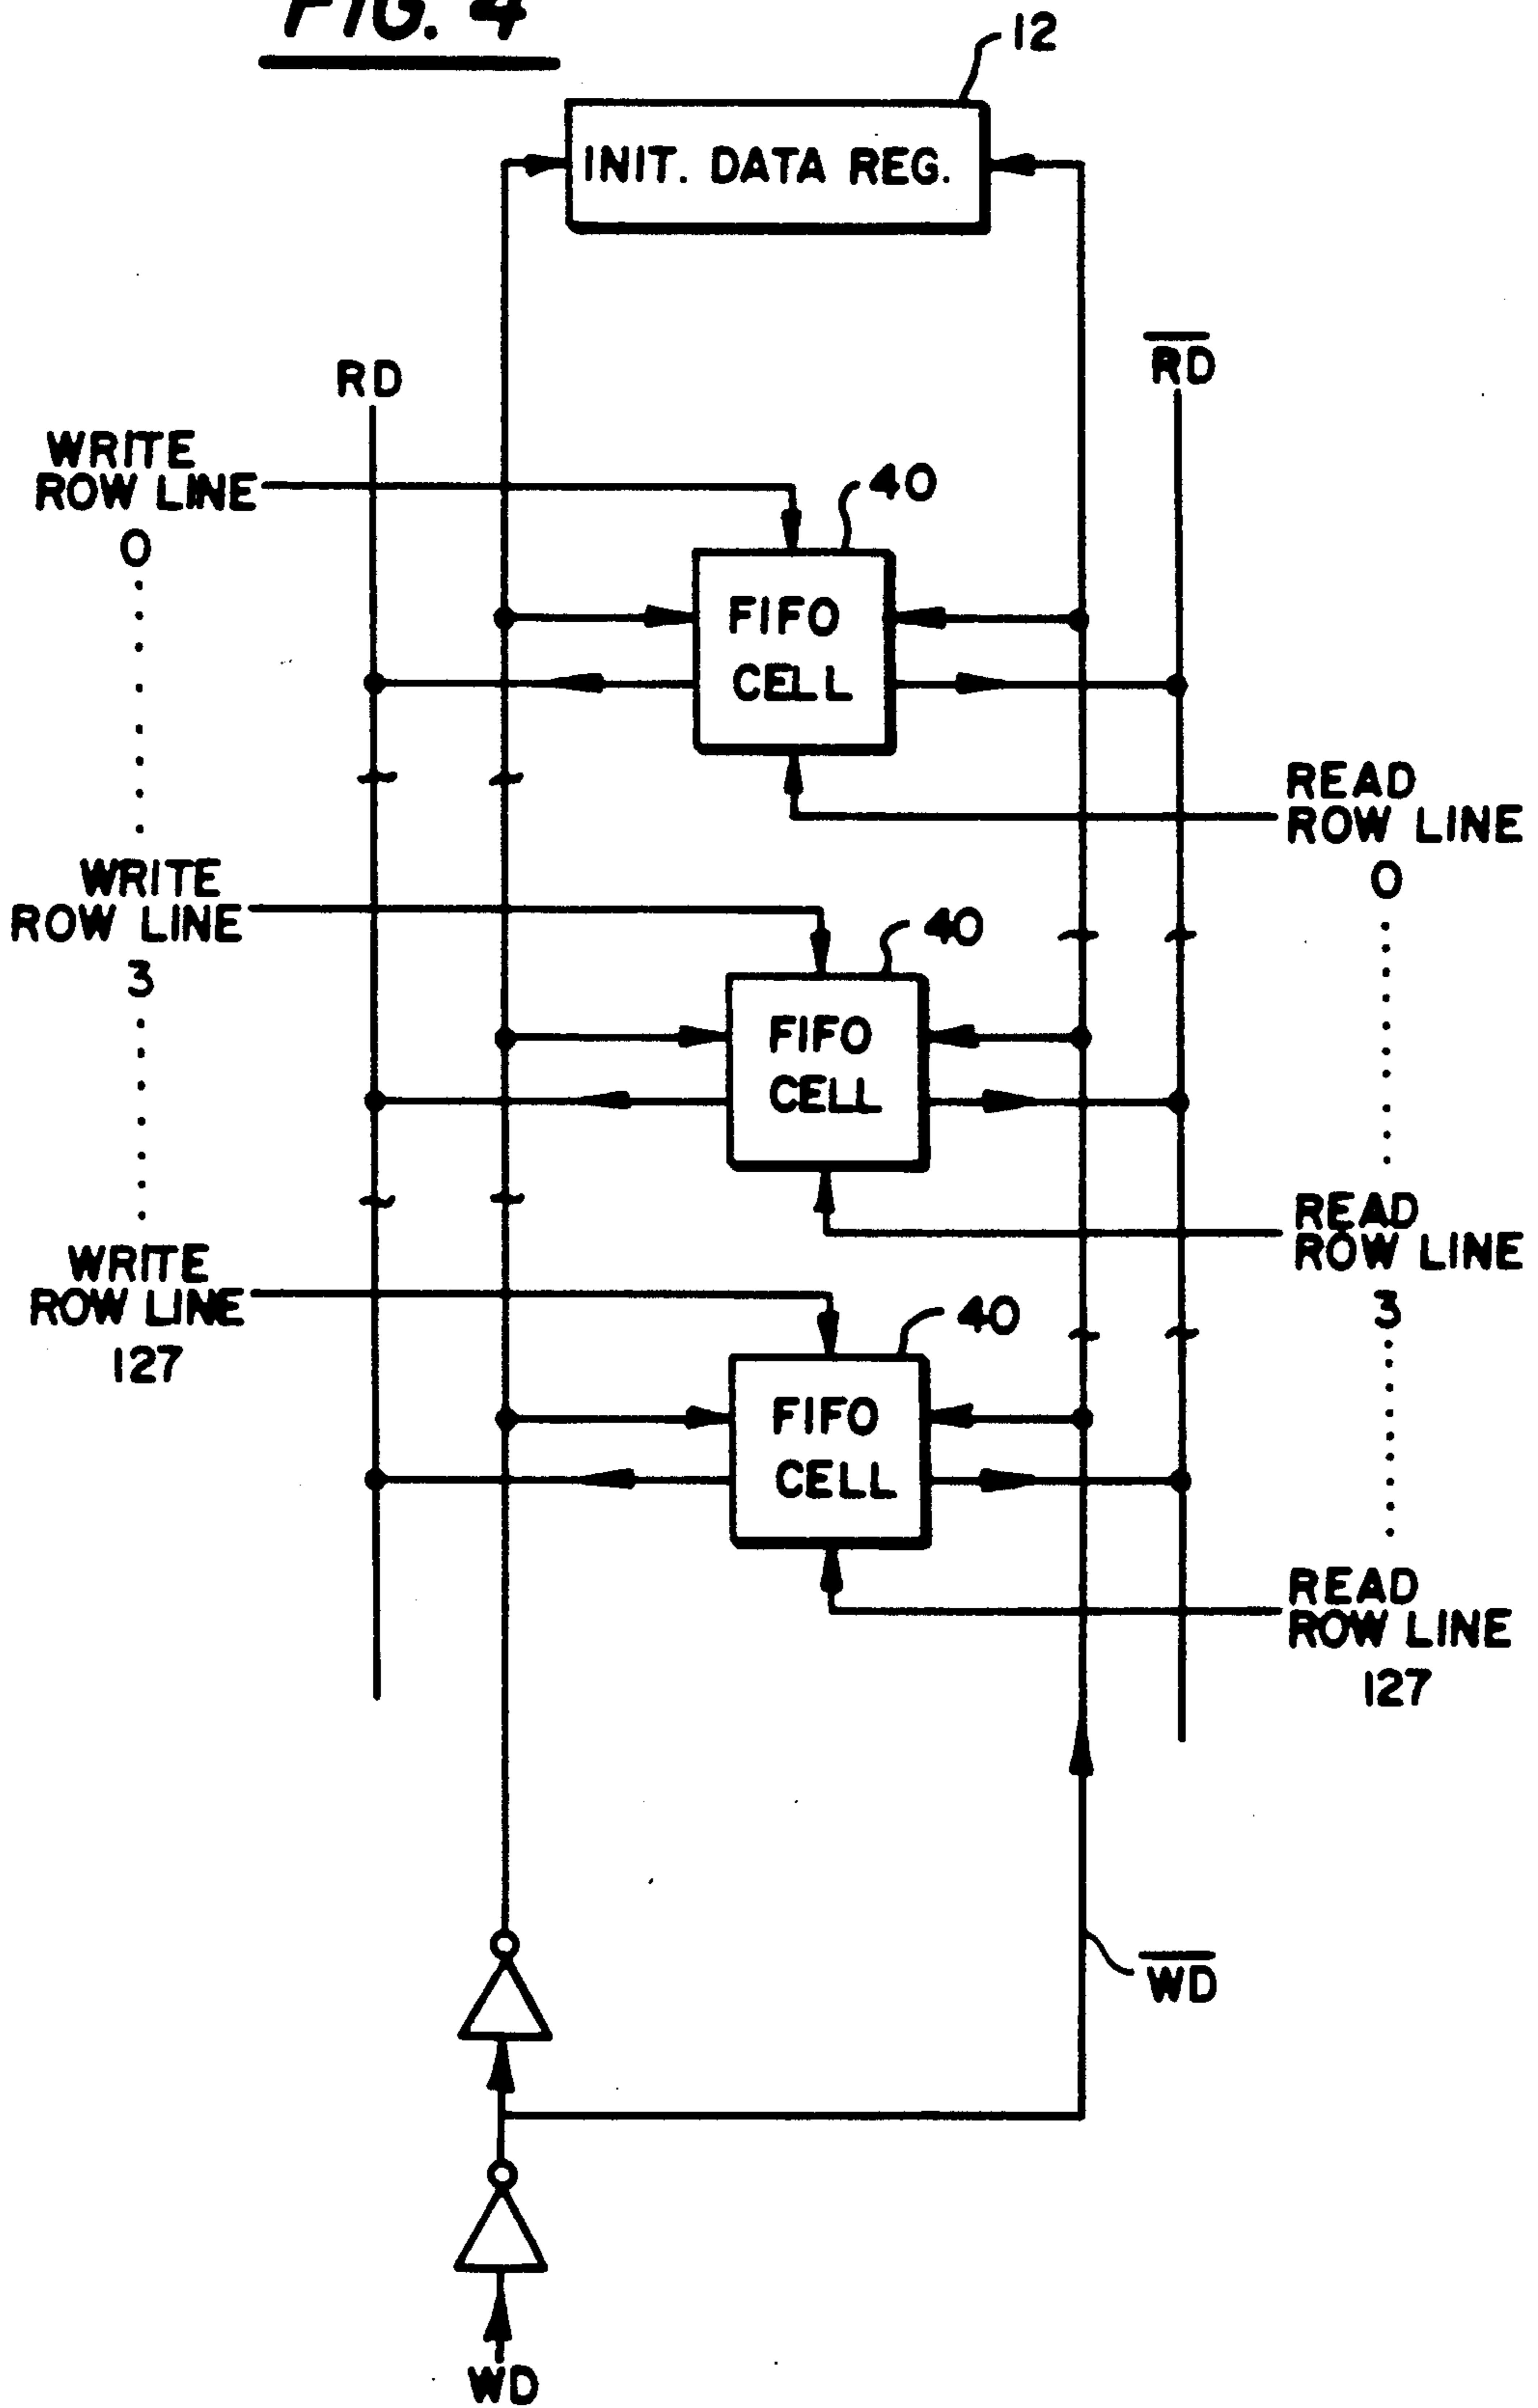 FIG. 4
12
INIT. DATA REG.
RD
R̅D̅
WRITE
ROW LINE
0
40
FIFO
CELL
READ
ROW LINE
0
WRITE
ROW LINE
3
40
FIFO
CELL
READ
ROW LINE
3
WRITE
ROW LINE
127
40
FIFO
CELL
READ
ROW LINE
127
W̅D̅
WD